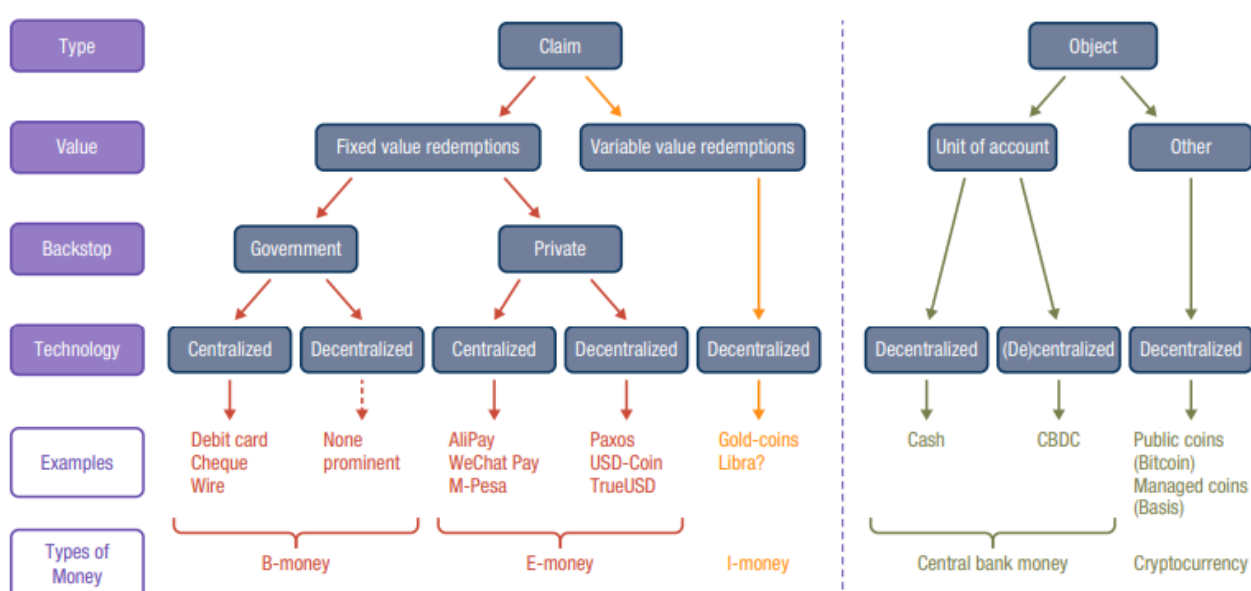 Type
Claim
Object
Value
Fixed value redemptions
Variable value redemptions
Unit of account
Other
Backstop
Government
Private
Technology
Centralized
Decentralized
Centralized
Decentralized
Decentralized
Decentralized
(De)centralized
Decentralized
Examples
Debit card
Cheque
Wire
None
prominent
AliPay
WeChat Pay
M-Pesa
Paxos
USD-Coin
TrueUSD
Gold-coins
Libra?
Cash
CBDC
Public coins
(Bitcoin)
Managed coins
(Basis)
Types of
Money
B-money
E-money
I-money
Central bank money
Cryptocurrency